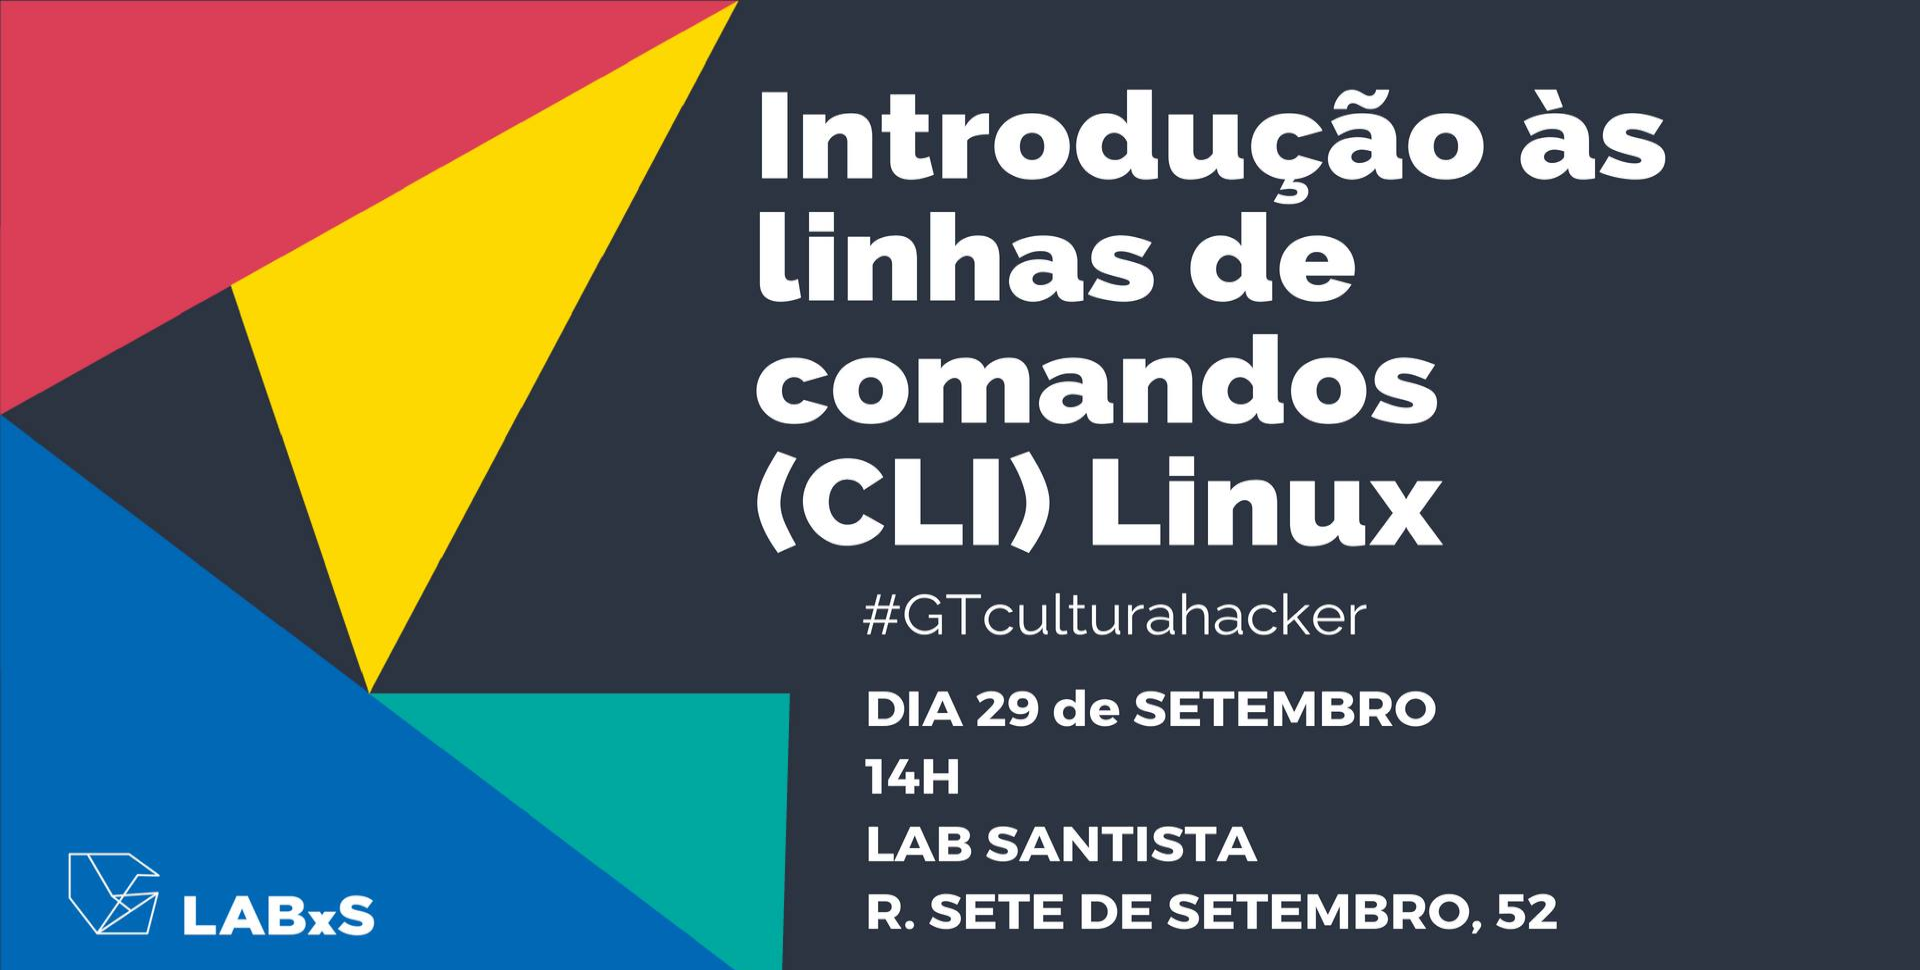 Introdução às
linhas de
comandos
(CLI) Linux
#GTculturahacker
DIA 29 de SETEMBRO
14H
LAB SANTISTA
R. SETE DE SETEMBRO, 52
LABxS